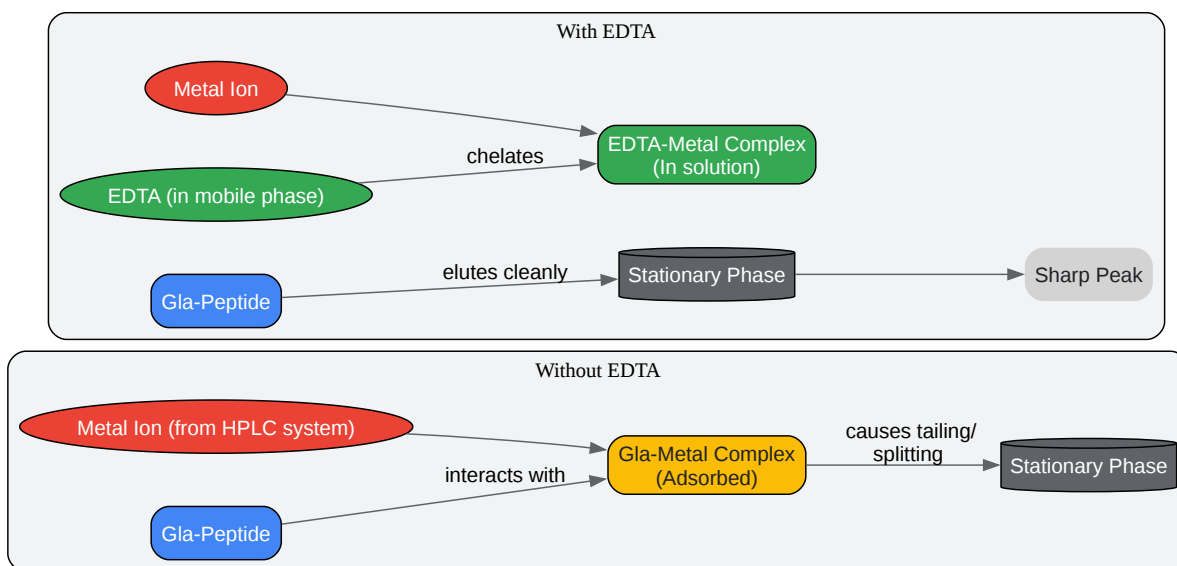 With EDTA
Metal Ion
EDTA-Metal Complex
(In solution)
chelates
EDTA (in mobile phase)
elutes cleanly
Stationary Phase
Sharp Peak
Gla-Peptide
Without EDTA
Metal Ion (from HPLC system)
causes tailing/
splitting
Gla-Metal Complex
(Adsorbed)
Stationary Phase
interacts with
Gla-Peptide